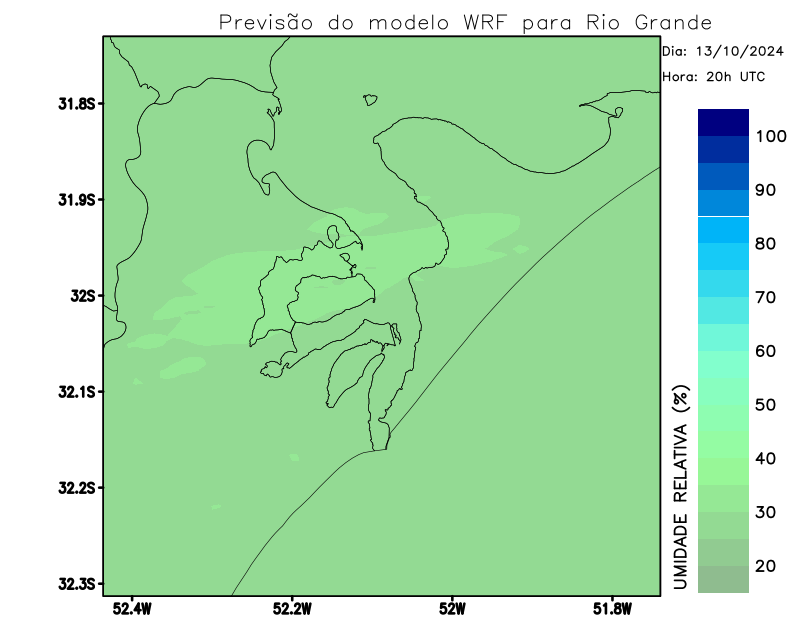 Previsão do modelo WRF para Rio Grande
Dia: 13/10/2024
Hora: 20h UTC
31.8S
31.9S
32S
32.1S
32.2S
32.3S
52.4W
52.2W
52W
51.8W
100
90
80
70
60
50
40
30
20
UMIDADE RELATIVA (%)